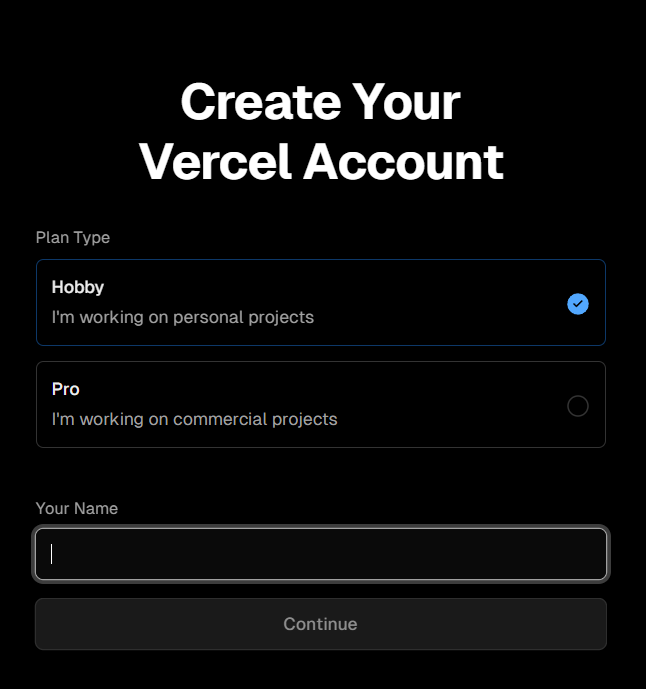 Create Your
Vercel Account
Plan Type
Hobby
I'm working on personal projects
Pro
I'm working on commercial projects
Your Name
Continue